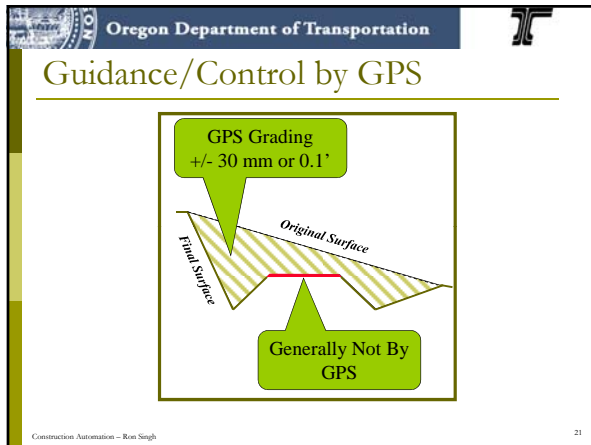 Oregon Department of Transportation
Guidance/Control by GPS
GPS Grading
+/- 30 mm or 0.1’
Original Surface
Final Surface
Generally Not By
GPS
Construction Automation – Ron Singh
21